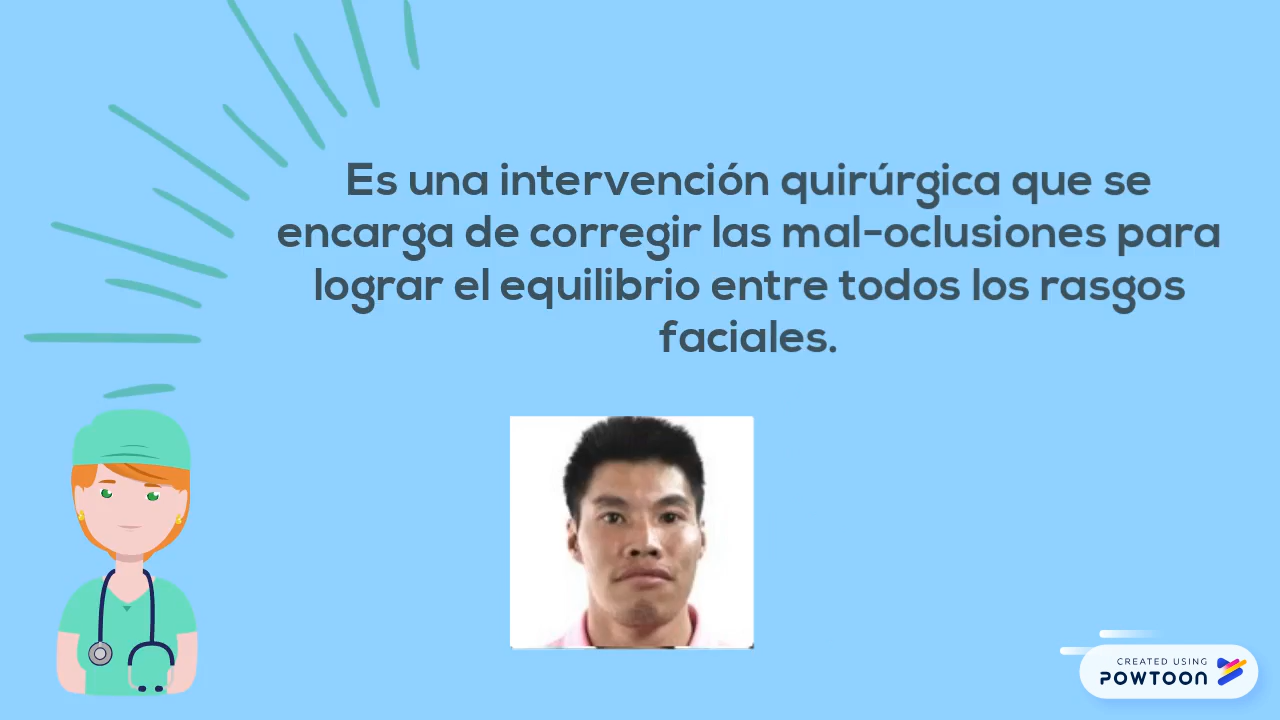 Es una intervención quirúrgica que se
encarga de corregir las mal-oclusiones para
lograr el equilibrio entre todos los rasgos
faciales.
CREATED USING
POWTOON